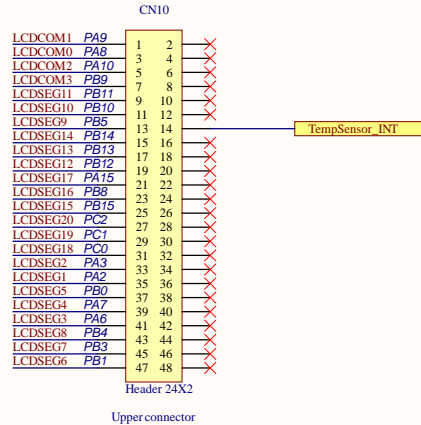 CN10
LCDCOM1 PA9 1 2
LCDCOM0 PA8 3 4
LCDCOM2 PA10 5 6
LCDCOM3 PB9 7 8
LCDSEG11 PB11 9 10
LCDSEG10 PB10 11 12
LCDSEG9 PB5 13 14 TempSensor_INT
LCDSEG14 PB14 15 16
LCDSEG13 PB13 17 18
LCDSEG12 PB12 19 20
LCDSEG17 PA15 21 22
LCDSEG16 PB8 23 24
LCDSEG15 PB15 25 26
LCDSEG20 PC2 27 28
LCDSEG19 PC1 29 30
LCDSEG18 PC0 31 32
LCDSEG2 PA3 33 34
LCDSEG1 PA2 35 36
LCDSEG5 PB0 37 38
LCDSEG4 PA7 39 40
LCDSEG3 PA6 41 42
LCDSEG8 PB4 43 44
LCDSEG7 PB3 45 46
LCDSEG6 PB1 47 48
Header 24X2
Upper connector